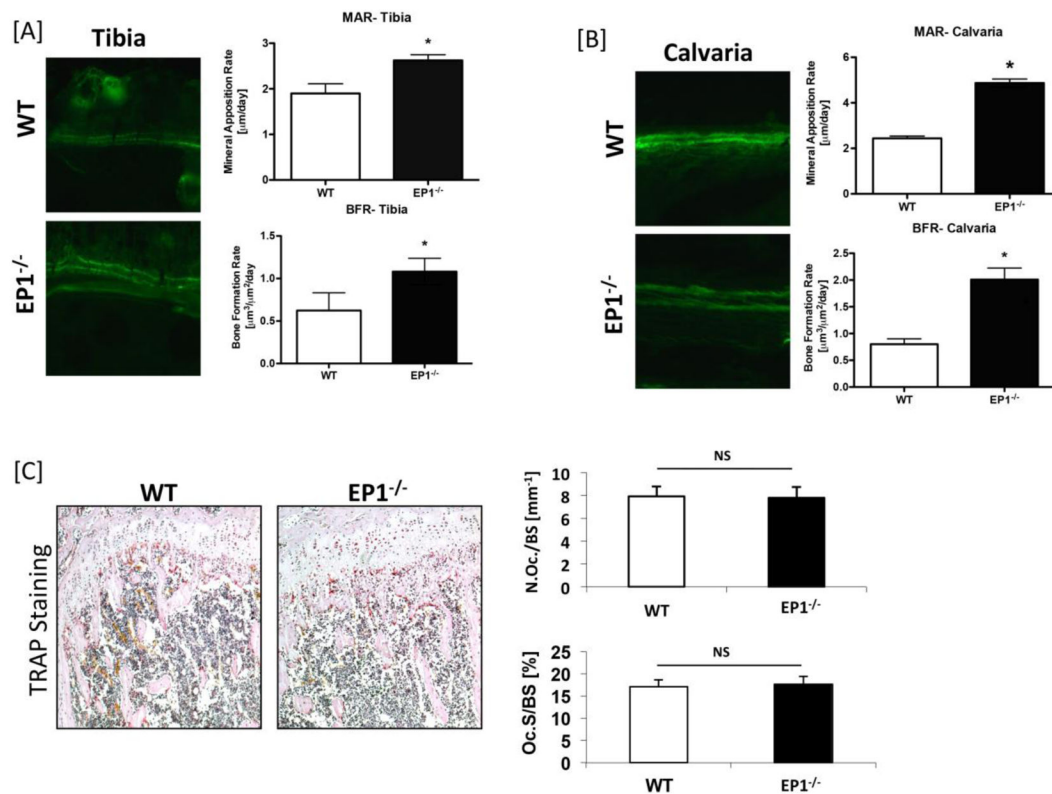 [A]
Tibia
WT
EP1-/-
MAR- Tibia
*
Mineral Apposition Rate
[µm/day]
3
2
1
0
WT
EP1-/-
BFR- Tibia
*
Bone Formation Rate
[µm3/µm2/day]
1.5
1.0
0.5
0.0
WT
EP1-/-
[B]
Calvaria
WT
EP1-/-
MAR- Calvaria
*
Mineral Apposition Rate
[µm/day]
6
4
2
0
WT
EP1-/-
BFR- Calvaria
*
Bone Formation Rate
[µm3/µm2/day]
2.5
2.0
1.5
1.0
0.5
0.0
WT
EP1-/-
[C]
WT
EP1-/-
TRAP Staining
NS
N.Oc./BS [mm-1]
10
8
6
4
2
0
WT
EP1-/-
NS
Oc.S/BS [%]
25
20
15
10
5
0
WT
EP1-/-